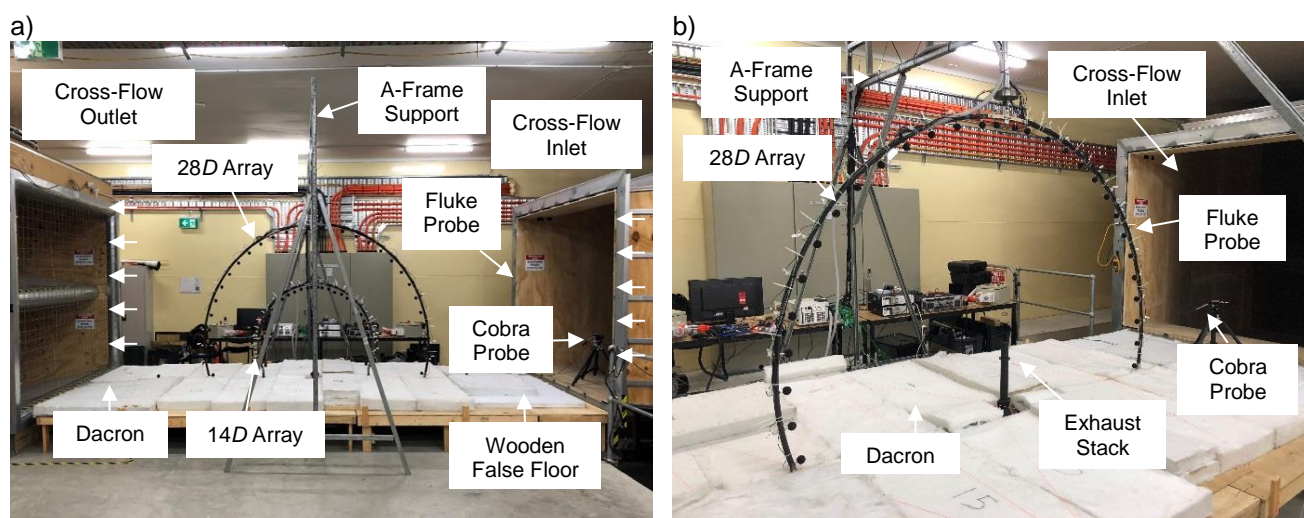 a)
Cross-Flow
Outlet
A-Frame
Support
Cross-Flow
Inlet
28D Array
Fluke
Probe
Cobra
Probe
Dacron
14D Array
Wooden
False Floor
b)
A-Frame
Support
Cross-Flow
Inlet
28D Array
Fluke
Probe
Cobra
Probe
Dacron
Exhaust
Stack
15